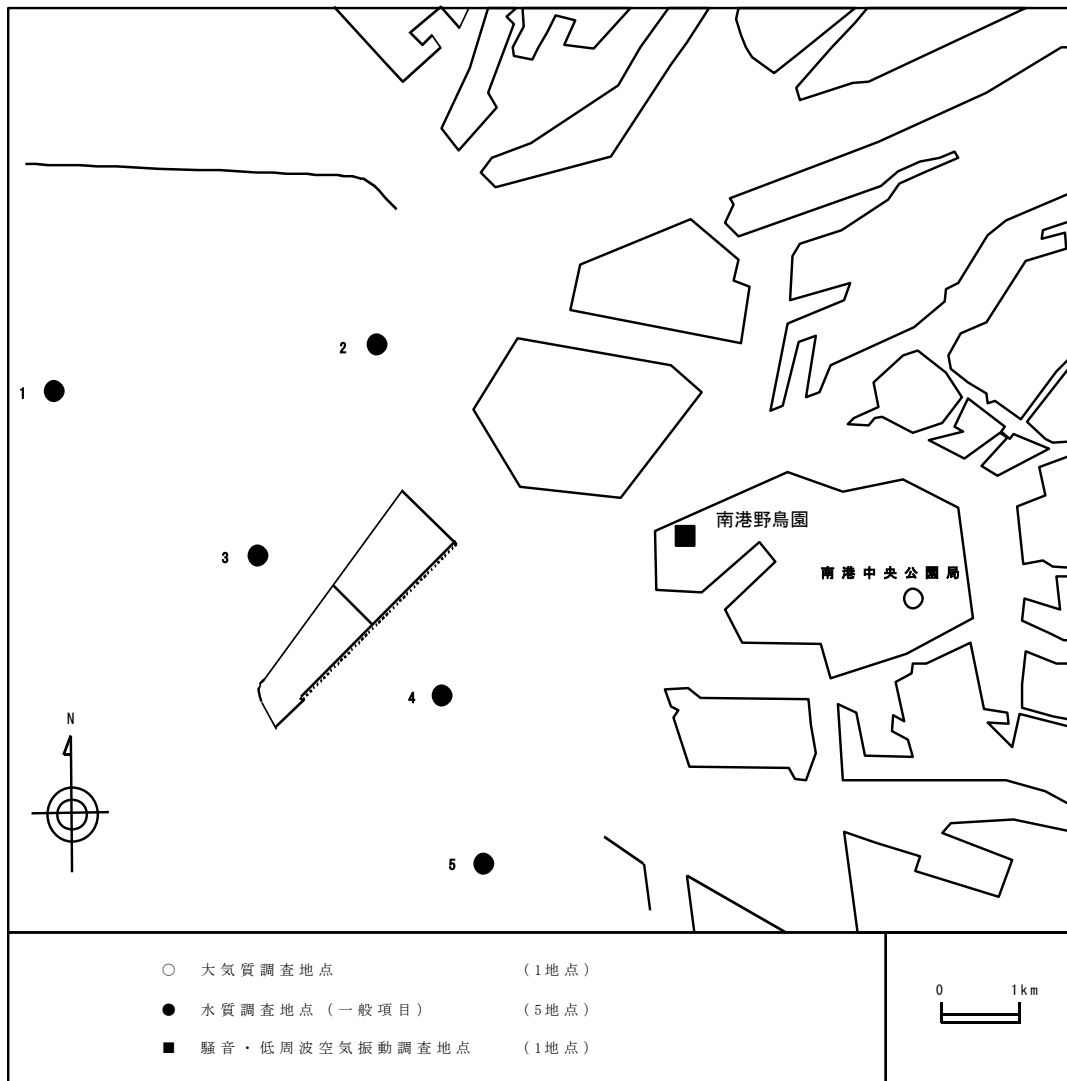 2
1
南港野鳥園
3
南港中央公園局
4
N
5
○ 大気質調査地点 (1地点)
● 水質調査地点 (一般項目) (5地点)
■ 騒音・低周波空気振動調査地点 (1地点)
0 1km